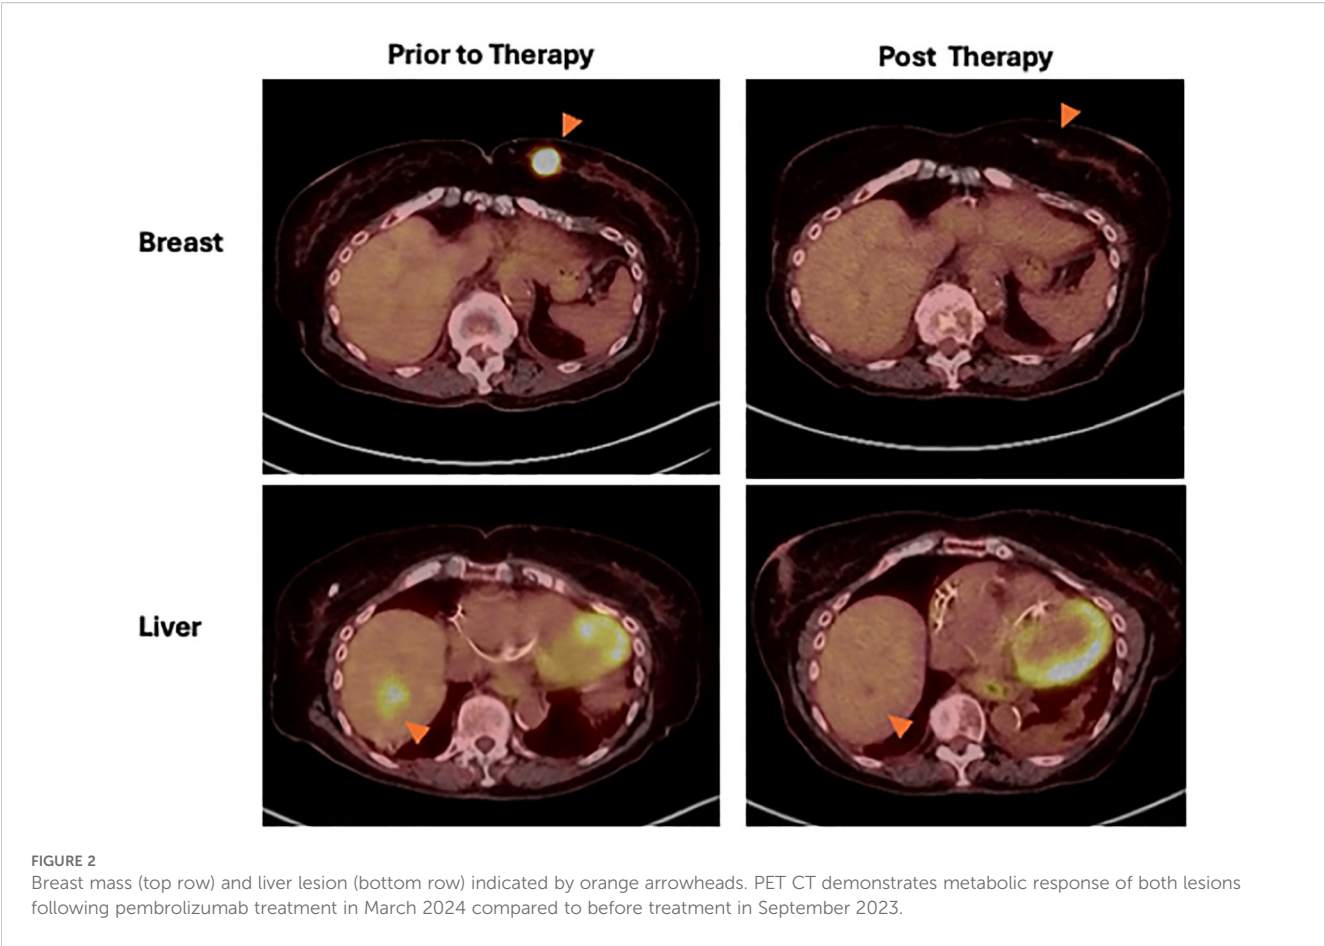 Prior to Therapy
Post Therapy
Breast
Liver
FIGURE 2
Breast mass (top row) and liver lesion (bottom row) indicated by orange arrowheads. PET CT demonstrates metabolic response of both lesions
following pembrolizumab treatment in March 2024 compared to before treatment in September 2023.